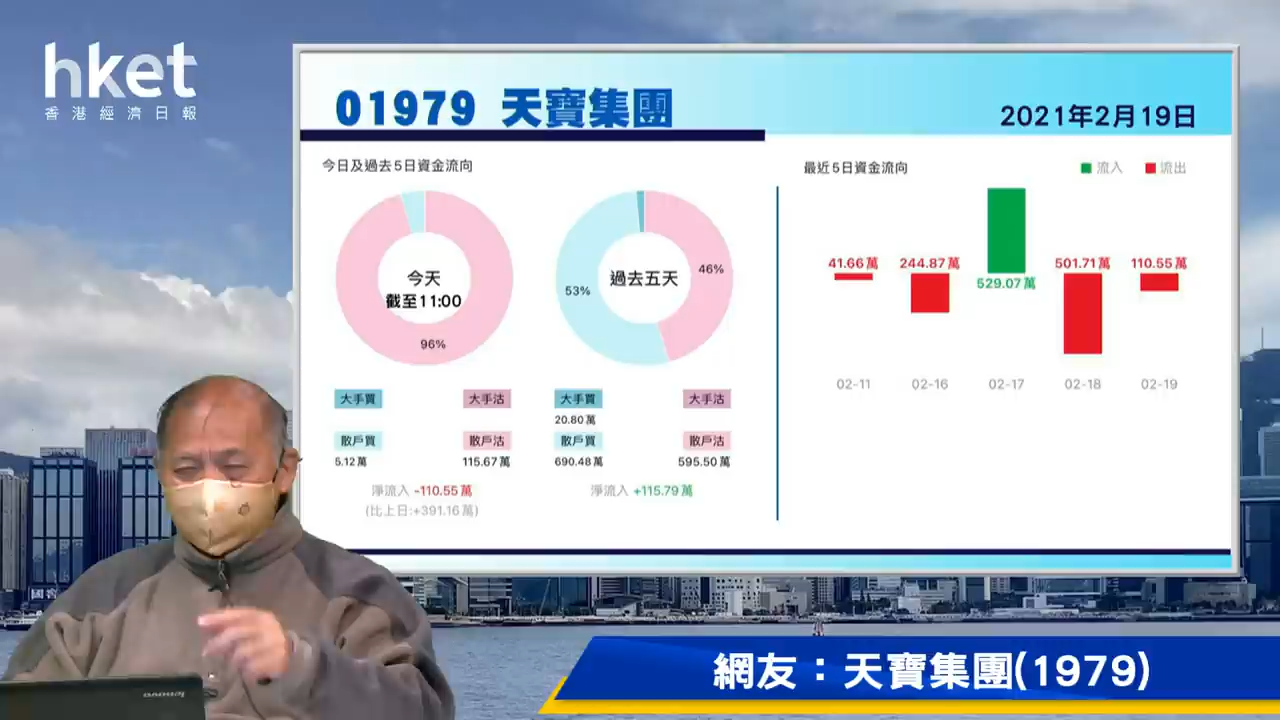 hket
香港經濟日報
01979 天寶集團
2021年2月19日
今日及過去5日資金流向
今天
截至11:00
96%
大手買
大手沽
散戶買
散戶沽
5.12萬
115.67萬
淨流入 -110.55萬
(比上日:+391.16萬)
過去五天
53%
46%
大手買
大手沽
20.80萬
散戶買
散戶沽
690.48萬
595.50萬
淨流入 +115.79萬
最近5日資金流向
流入
流出
41.66萬
244.87萬
529.07萬
501.71萬
110.55萬
02-11
02-16
02-17
02-18
02-19
lenovo
網友：天寶集團(1979)